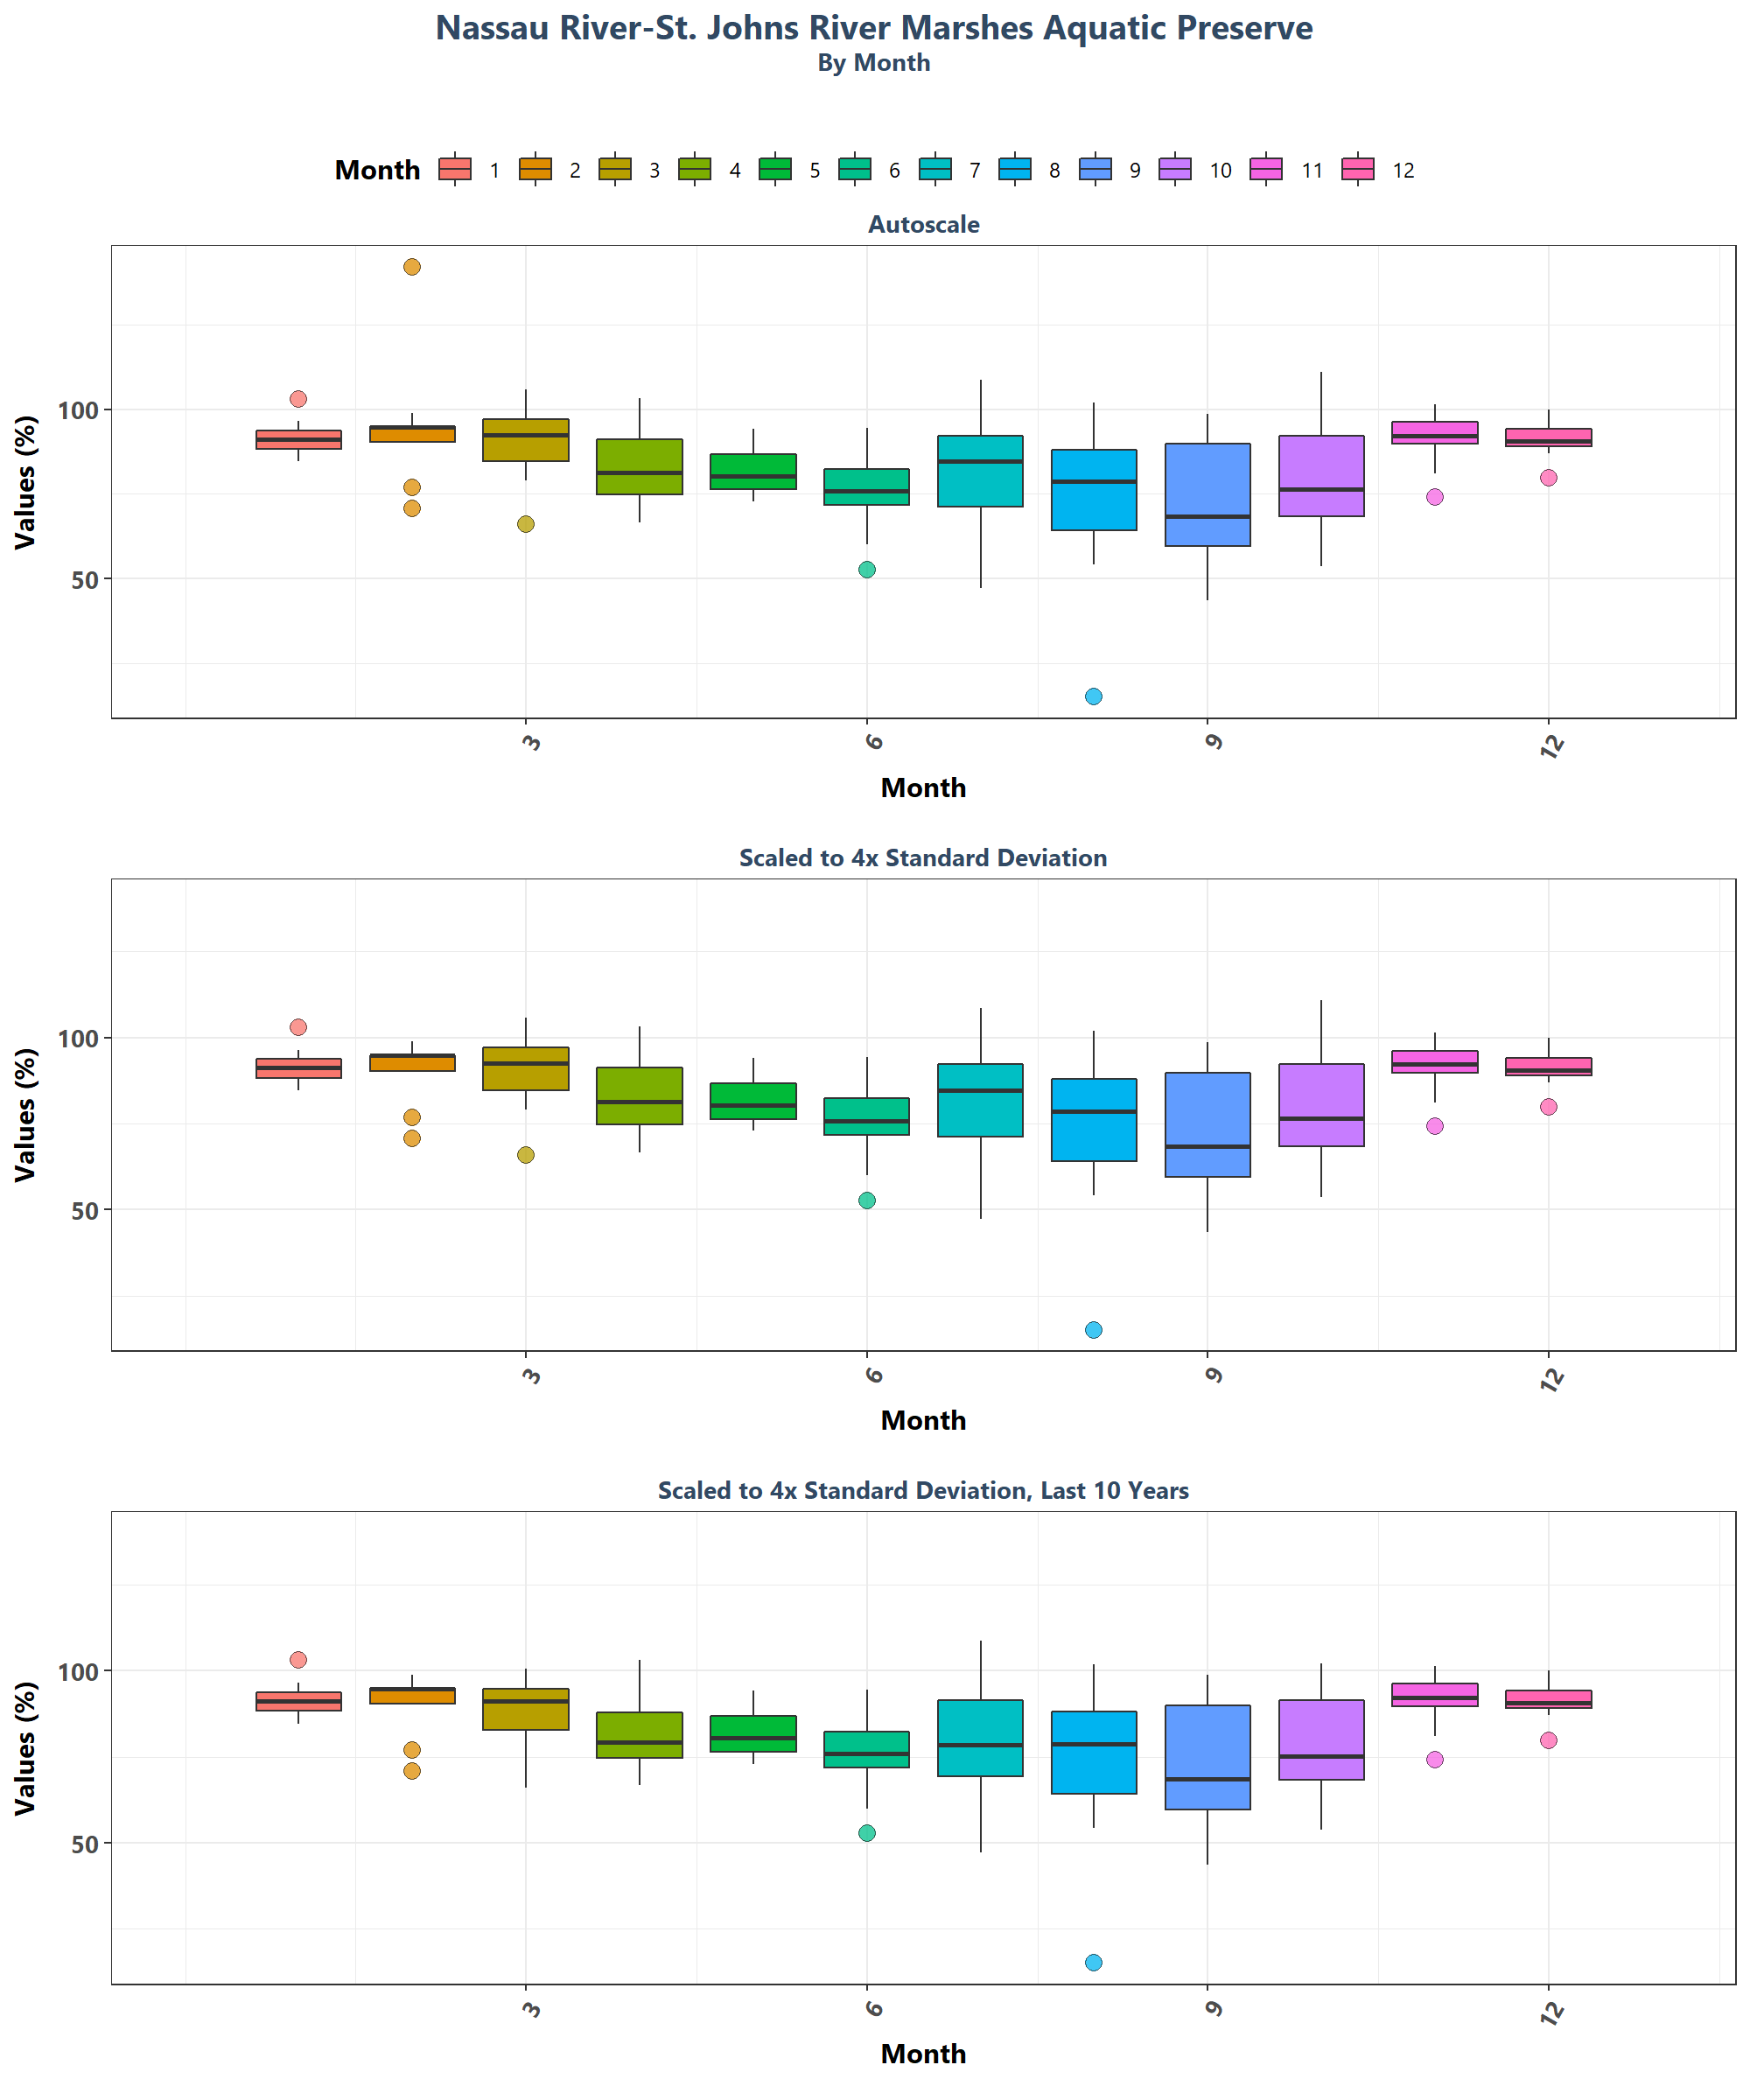 Nassau River-St. Johns River Marshes Aquatic Preserve
By Month
Month 1 2 3 4 5 6 7 8 9 10 11 12
Autoscale
Values (%)
100
50
3 6 9 12
Month
Scaled to 4x Standard Deviation
Values (%)
100
50
3 6 9 12
Month
Scaled to 4x Standard Deviation, Last 10 Years
Values (%)
100
50
3 6 9 12
Month